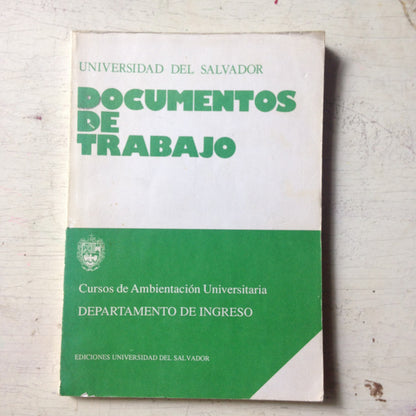 UNIVERSIDAD DEL SALVADOR
DOCUMENTOS
DE
TRABAJO
Cursos de Ambientación Universitaria
DEPARTAMENTO DE INGRESO
EDICIONES UNIVERSIDAD DEL SALVADOR